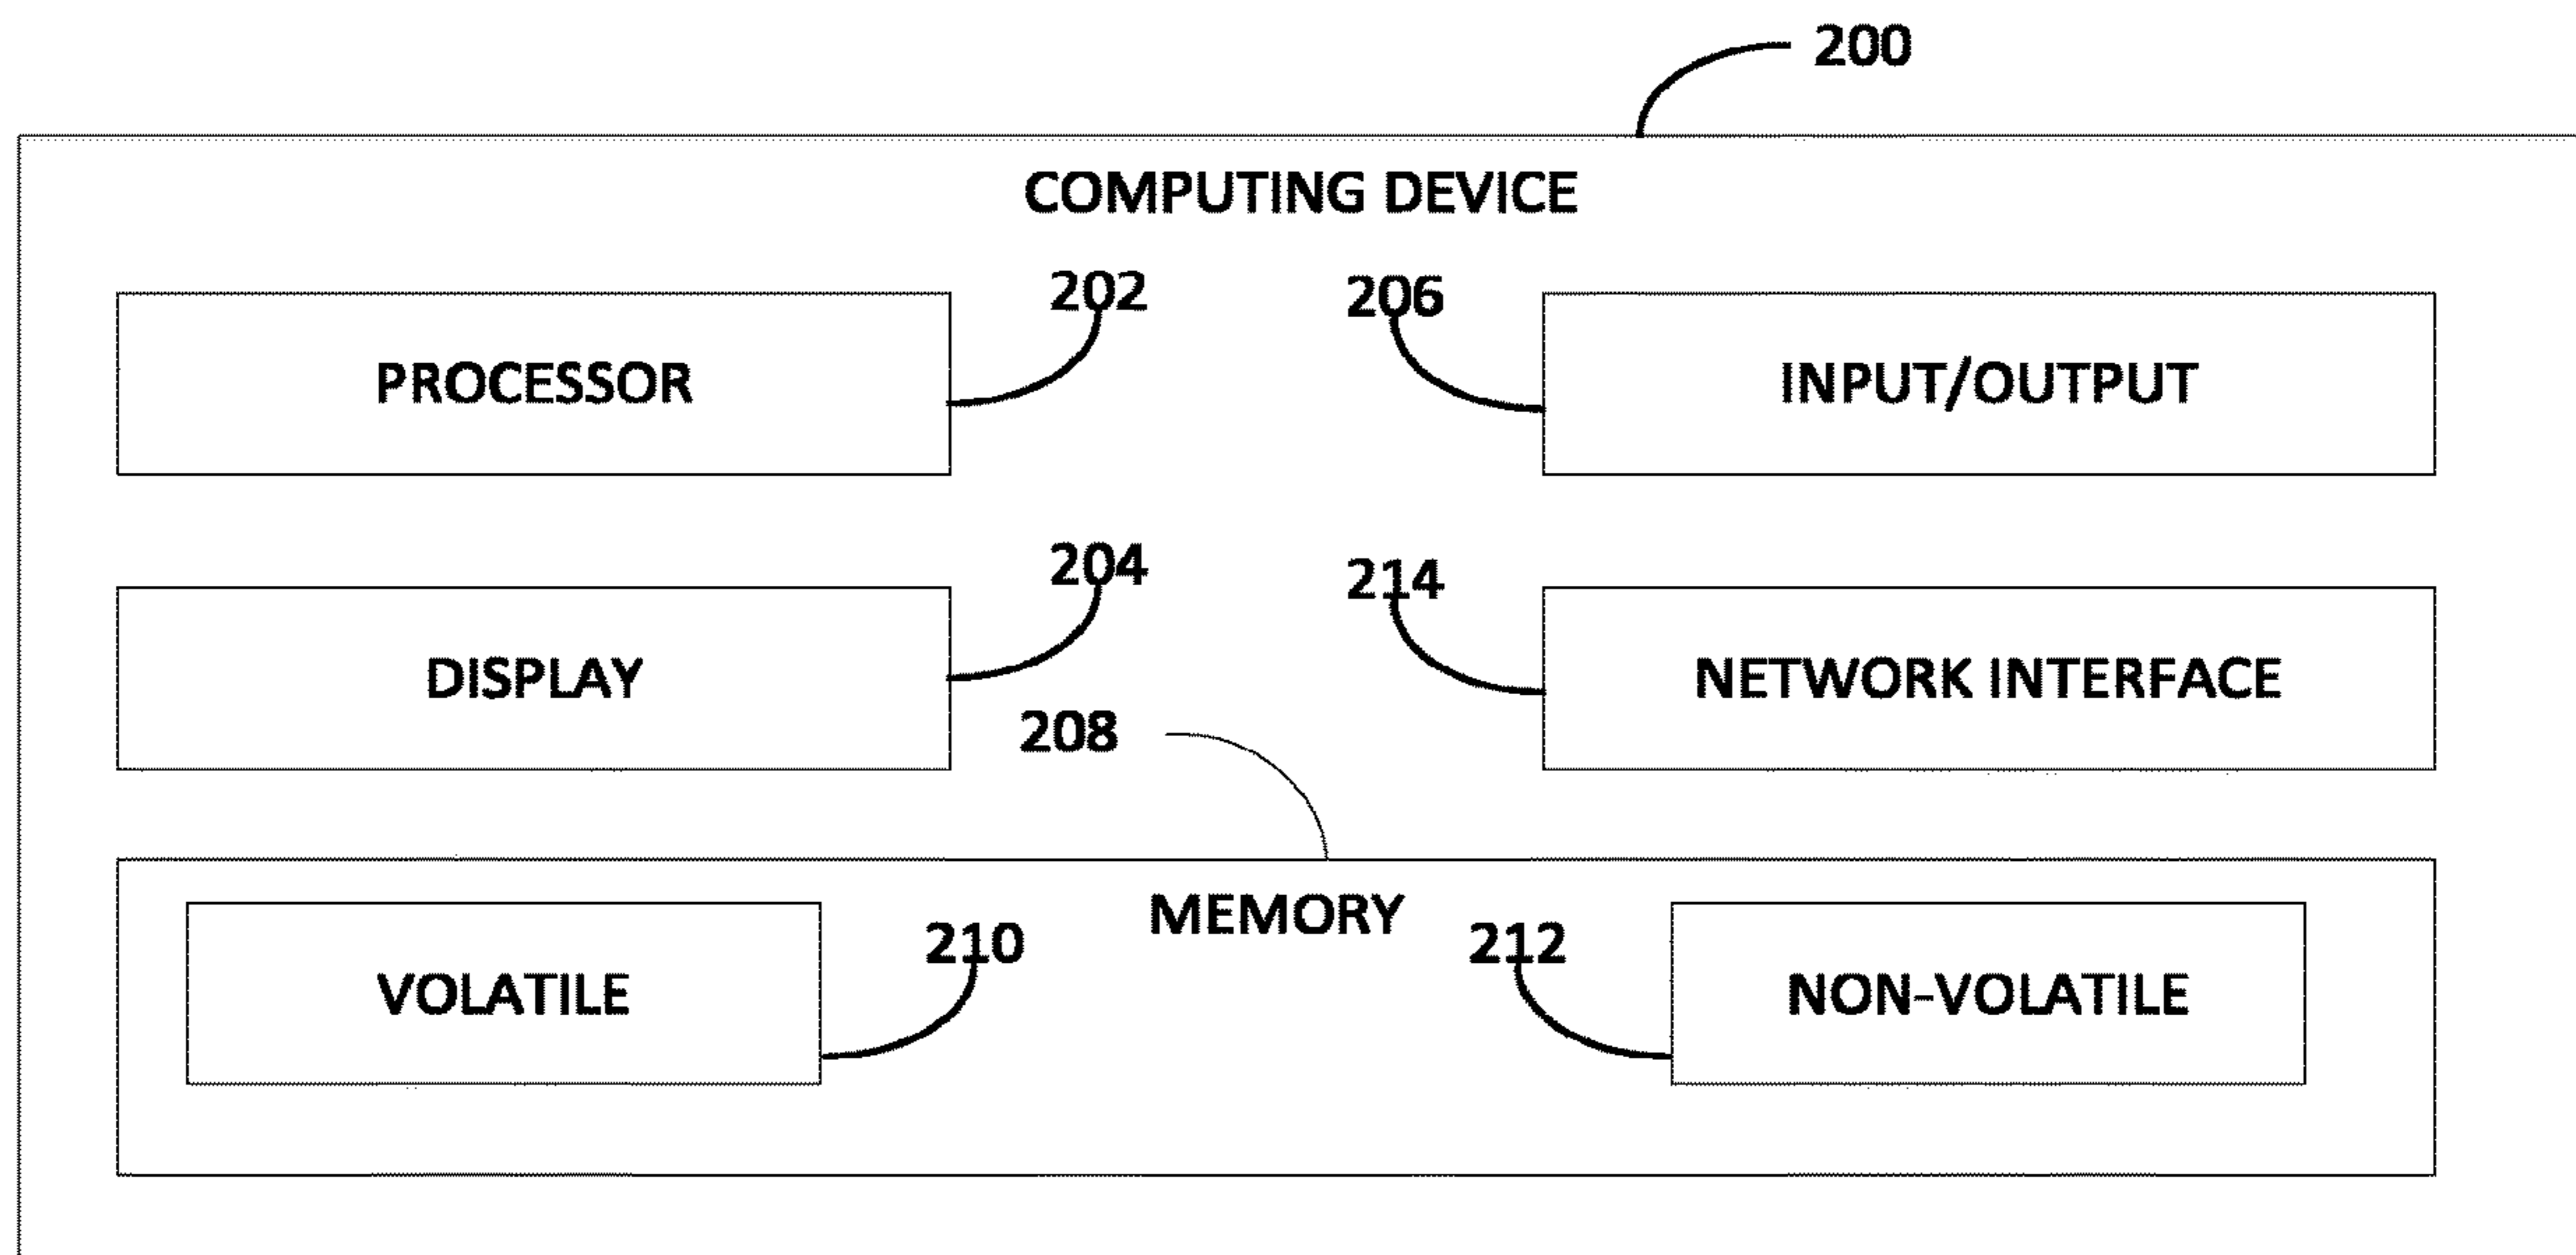 200
COMPUTING DEVICE
202
206
PROCESSOR
INPUT/OUTPUT
204
214
DISPLAY
NETWORK INTERFACE
208
MEMORY
210
212
VOLATILE
NON-VOLATILE